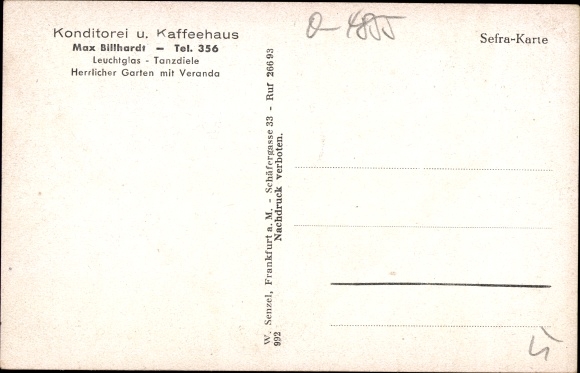 Konditorei u. Kaffeehaus
Max Billhardt – Tel. 356
Leuchtglas - Tanzdiele
Herrlicher Garten mit Veranda
W. Senzel, Frankfurt a. M. - Schäfergasse 33 - Ruf 26693
Nachdruck verboten.
992
O-4855
Sefra-Karte